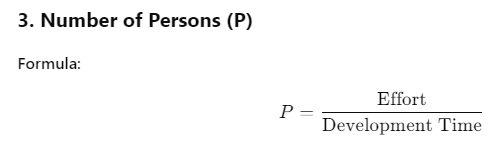 3. Number of Persons (P)
Formula:
P = Effort / Development Time